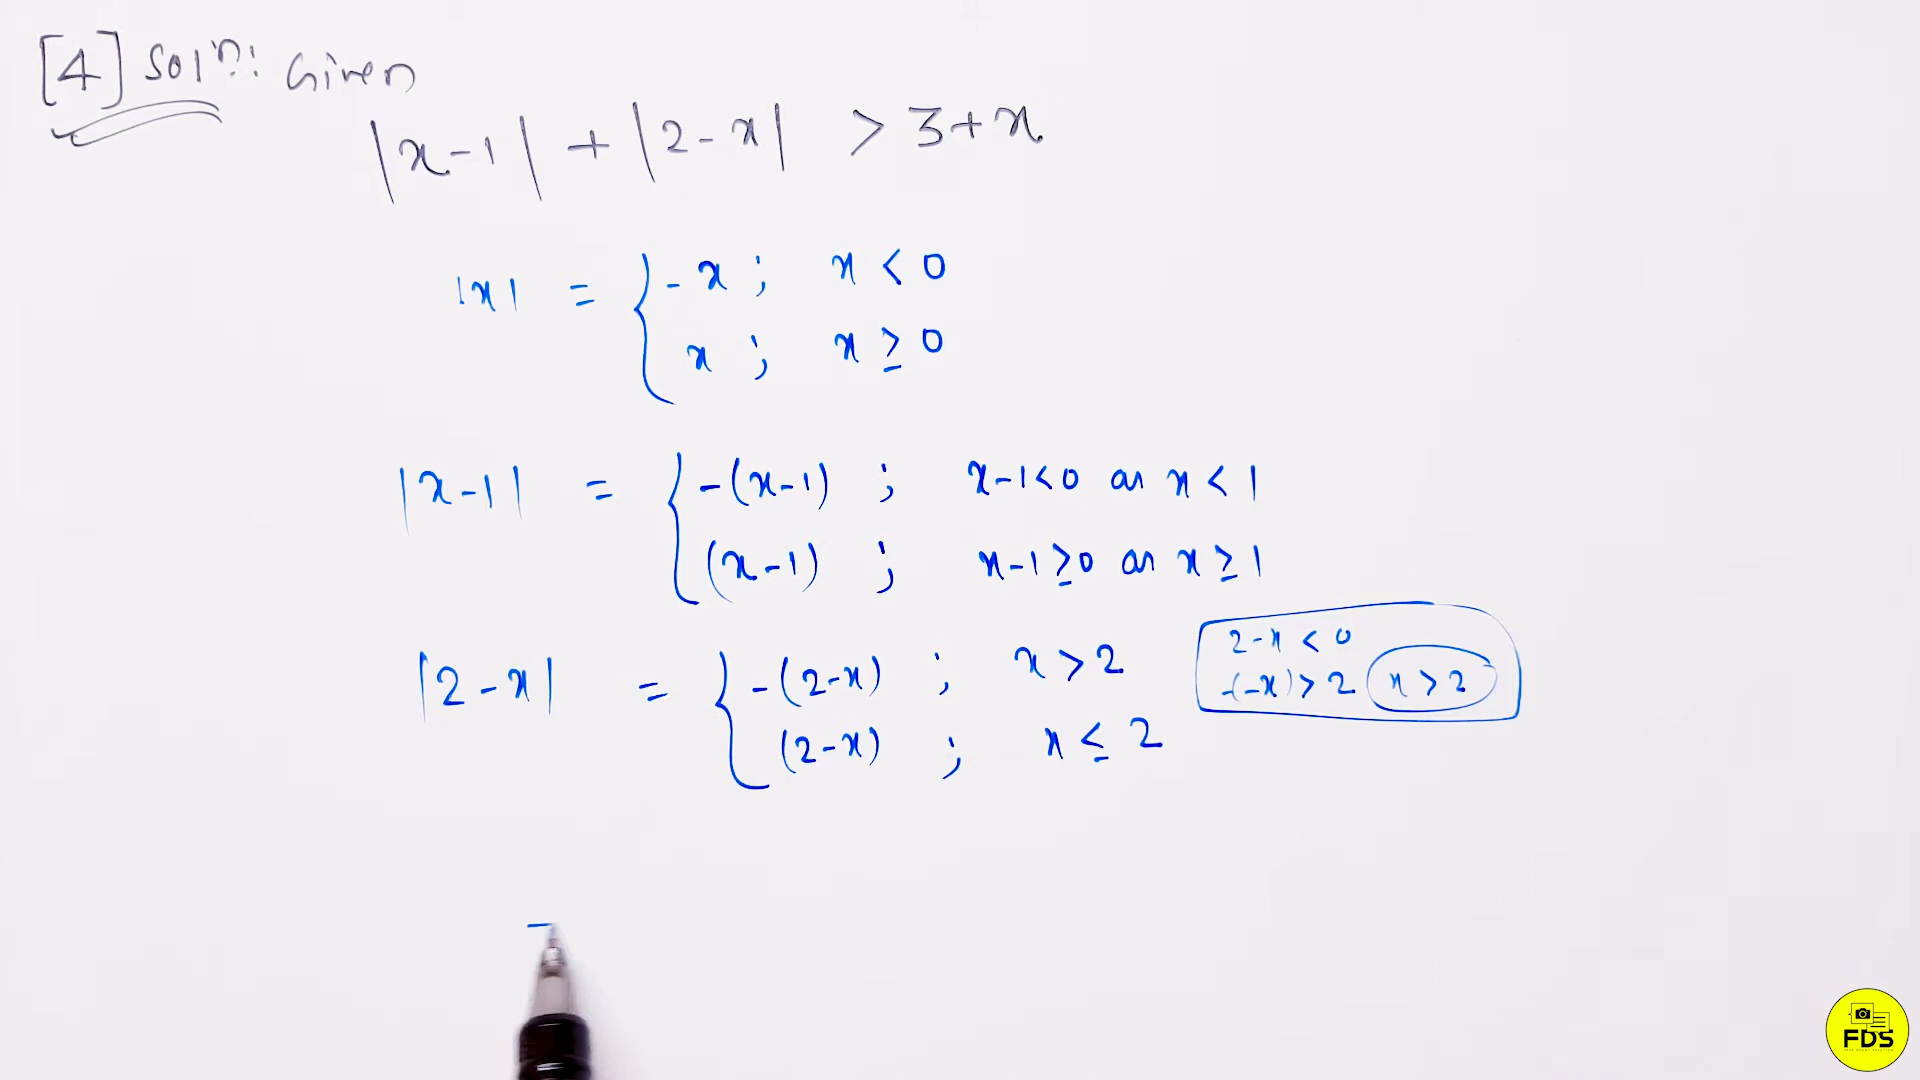 [4] Solⁿ: Given
|x-1| + |2-x| > 3+x
|x| = { -x ; x < 0
x ; x ≥ 0
|x-1| = { -(x-1) ; x-1<0 or x < 1
(x-1) ; x-1≥0 or x ≥ 1
|2-x| = { -(2-x) ; x > 2
(2-x) ; x ≤ 2
2-x < 0
-(-x) > 2 x > 2
FDS